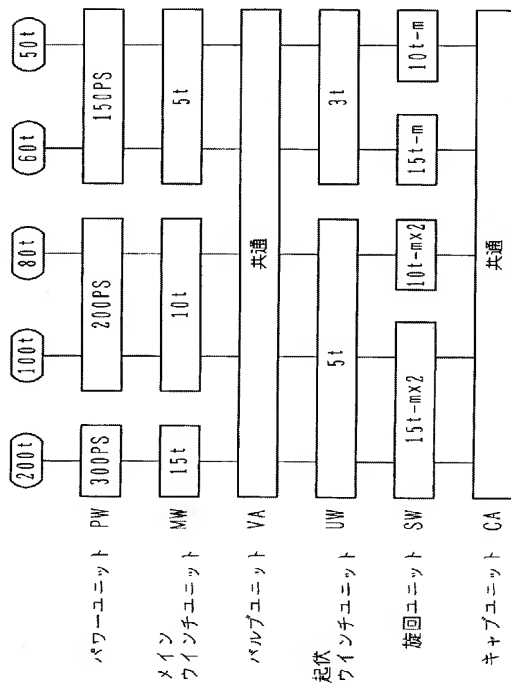 200t 100t 80t 60t 50t
パワーユニット PW 300PS 200PS 150PS
メイン
ウインチユニット MW 15t 10t 5t
バルブユニット VA 共通
起伏
ウインチユニット UW 5t 3t
旋回ユニット SW 15t-mx2 10t-mx2 15t-m 10t-m
キャブユニット CA 共通